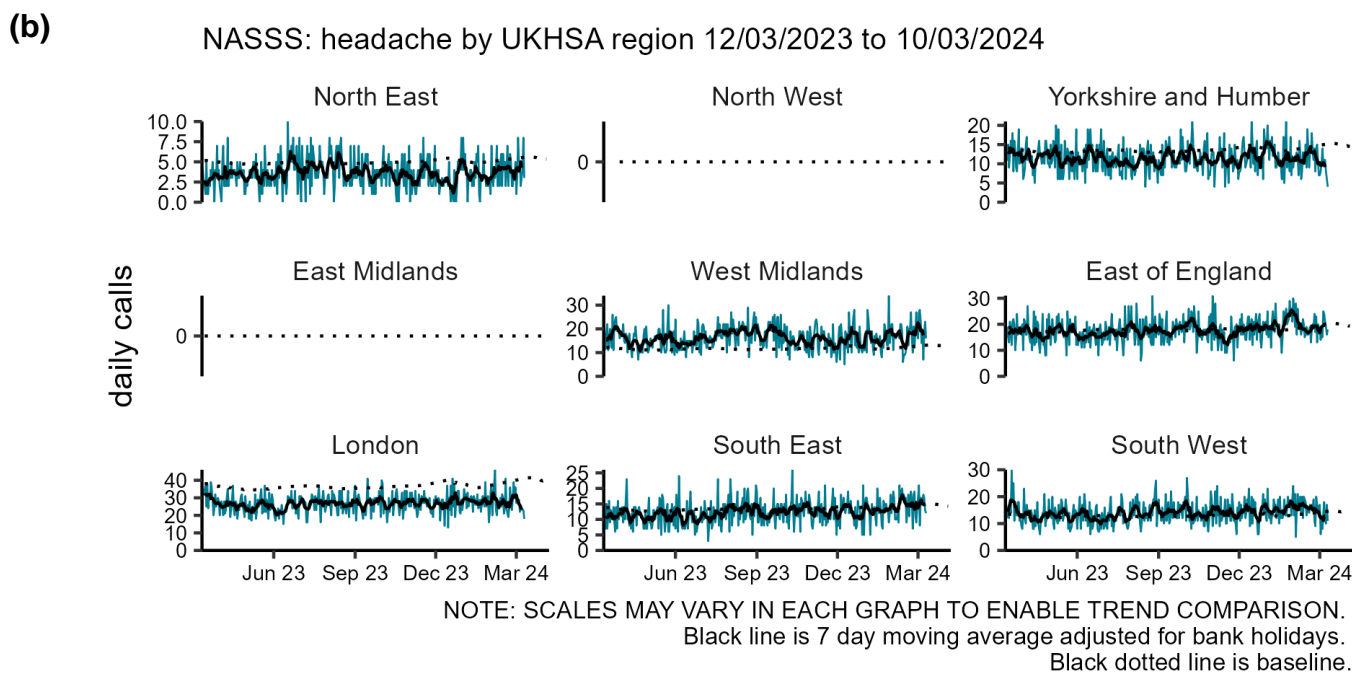 (b)
NASSS: headache by UKHSA region 12/03/2023 to 10/03/2024
North East
North West
Yorkshire and Humber
10.0
7.5
5.0
2.5
0.0
0
20
15
10
5
0
East Midlands
West Midlands
East of England
0
30
20
10
0
30
20
10
0
daily calls
London
South East
South West
40
30
20
10
0
25
20
15
10
5
0
30
20
10
0
Jun 23 Sep 23 Dec 23 Mar 24
Jun 23 Sep 23 Dec 23 Mar 24
Jun 23 Sep 23 Dec 23 Mar 24
NOTE: SCALES MAY VARY IN EACH GRAPH TO ENABLE TREND COMPARISON.
Black line is 7 day moving average adjusted for bank holidays.
Black dotted line is baseline.